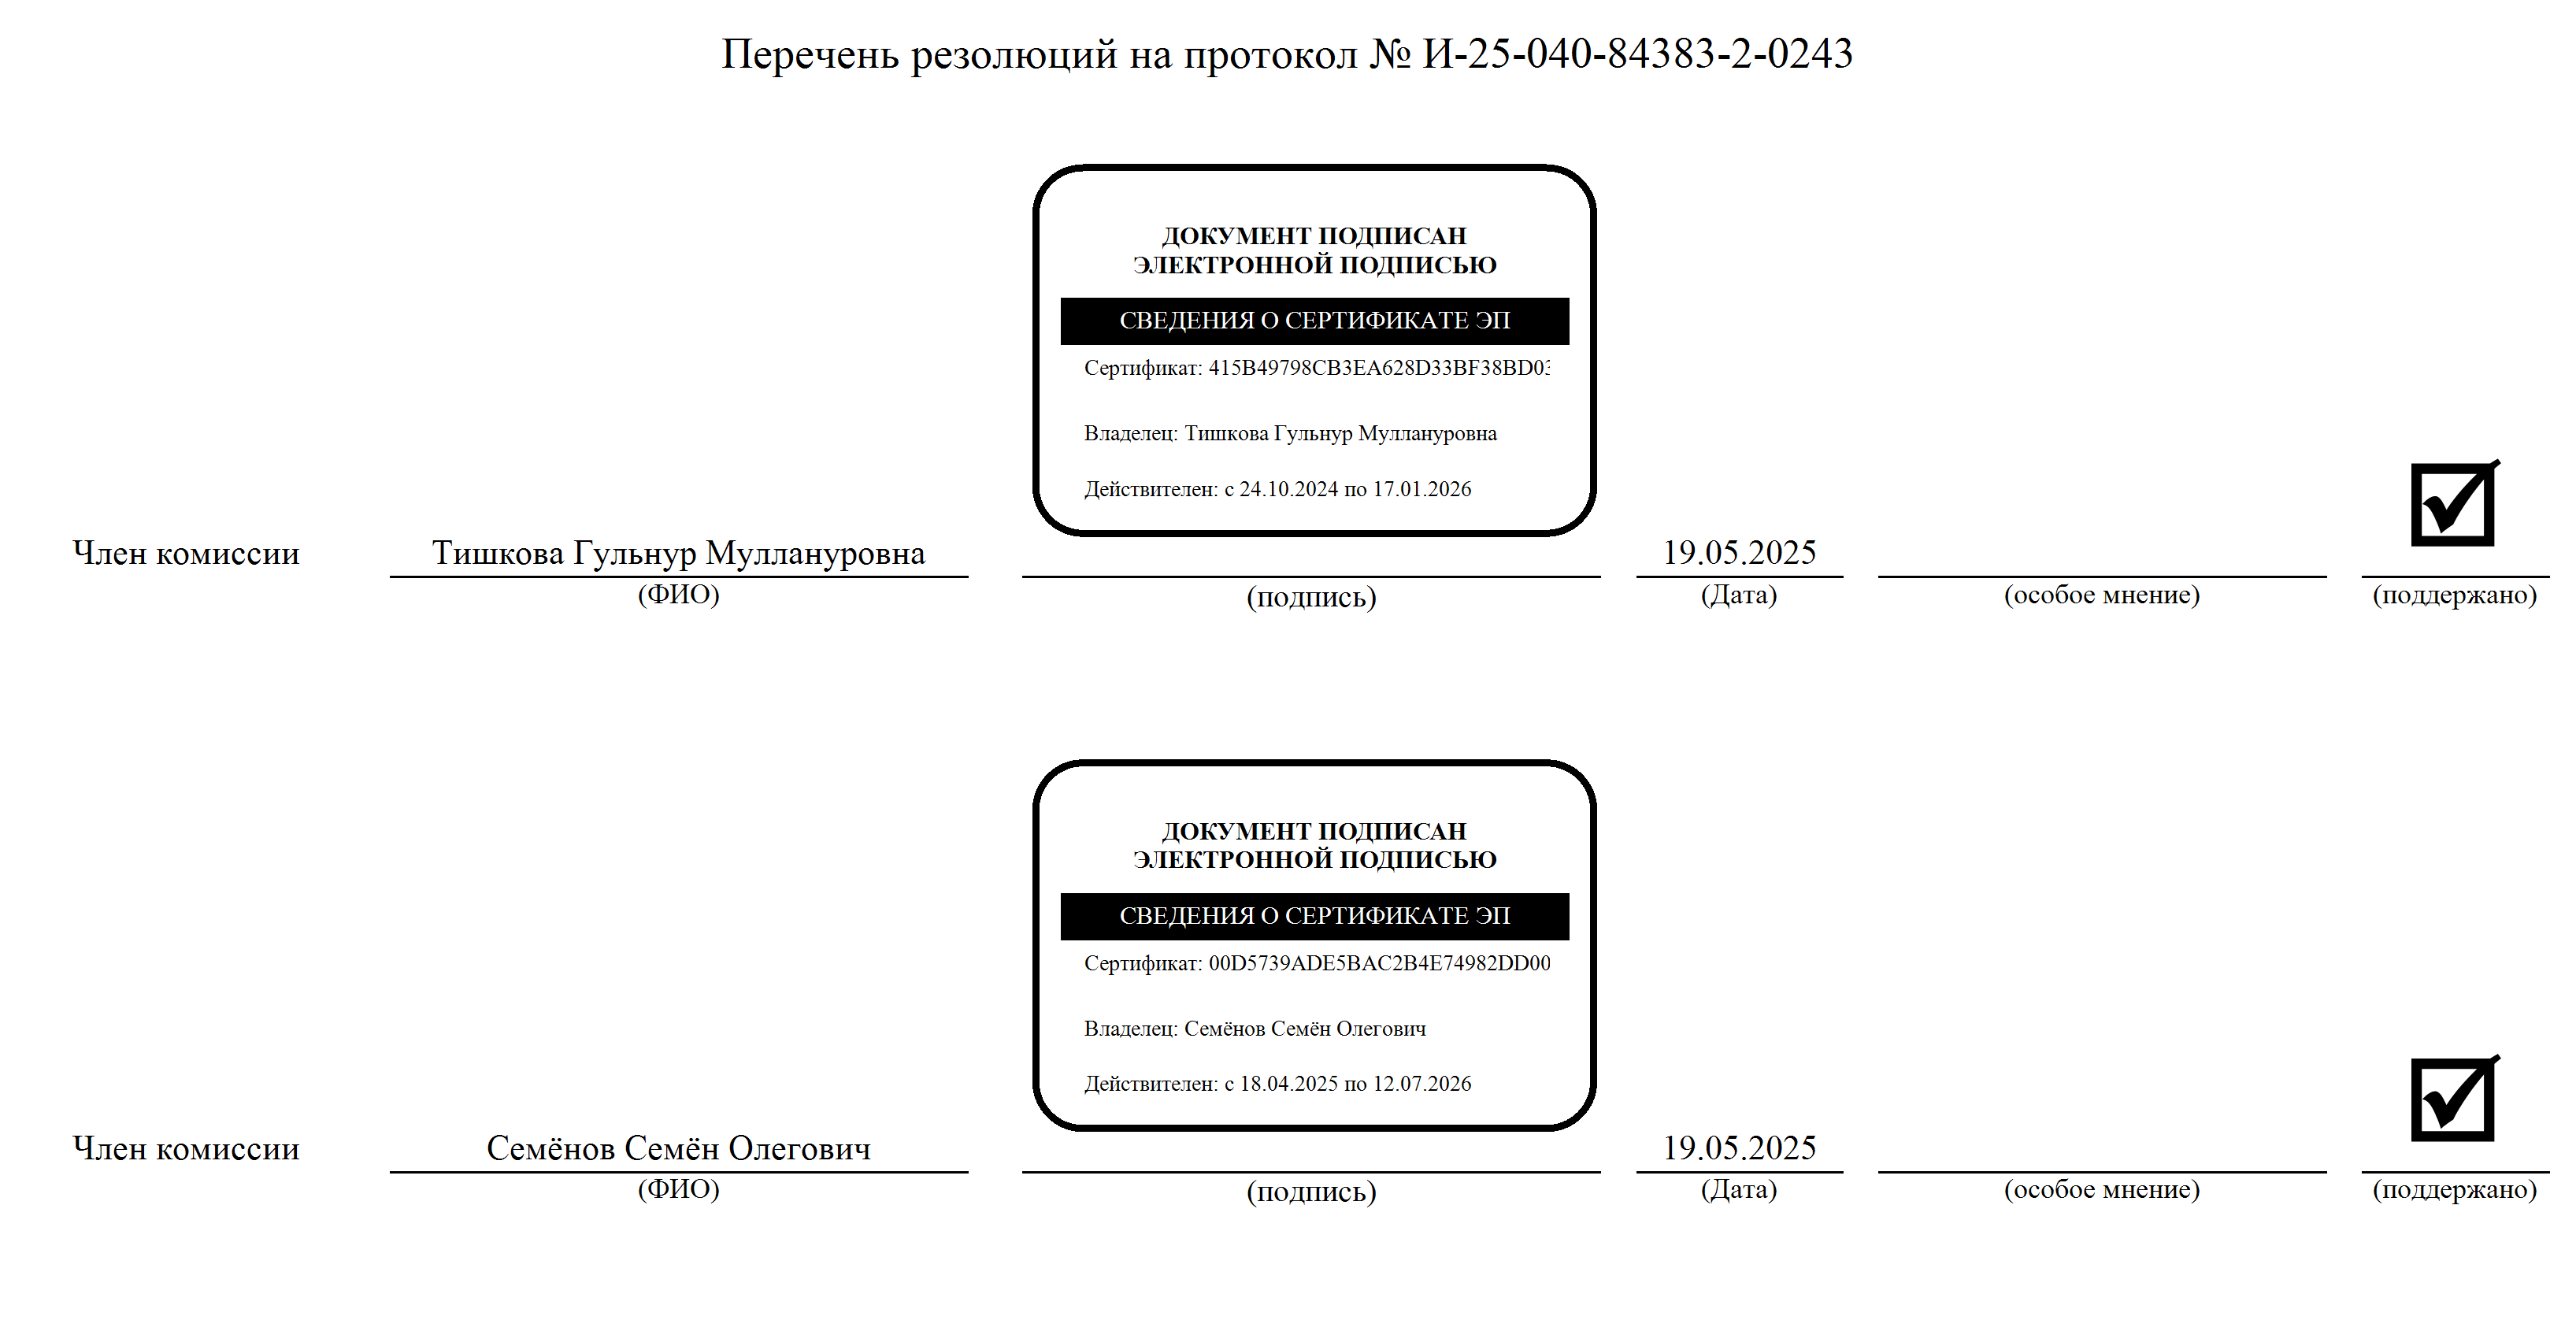 Перечень резолюций на протокол № И-25-040-84383-2-0243
ДОКУМЕНТ ПОДПИСАН
ЭЛЕКТРОННОЙ ПОДПИСЬЮ
СВЕДЕНИЯ О СЕРТИФИКАТЕ ЭП
Сертификат: 415B49798CB3EA628D33BF38BD03
Владелец: Тишкова Гульнур Муллануровна
Действителен: с 24.10.2024 по 17.01.2026
Член комиссии Тишкова Гульнур Муллануровна 19.05.2025
(ФИО) (подпись) (Дата) (особое мнение) (поддержано)
ДОКУМЕНТ ПОДПИСАН
ЭЛЕКТРОННОЙ ПОДПИСЬЮ
СВЕДЕНИЯ О СЕРТИФИКАТЕ ЭП
Сертификат: 00D5739ADE5BAC2B4E74982DD00
Владелец: Семёнов Семён Олегович
Действителен: с 18.04.2025 по 12.07.2026
Член комиссии Семёнов Семён Олегович 19.05.2025
(ФИО) (подпись) (Дата) (особое мнение) (поддержано)